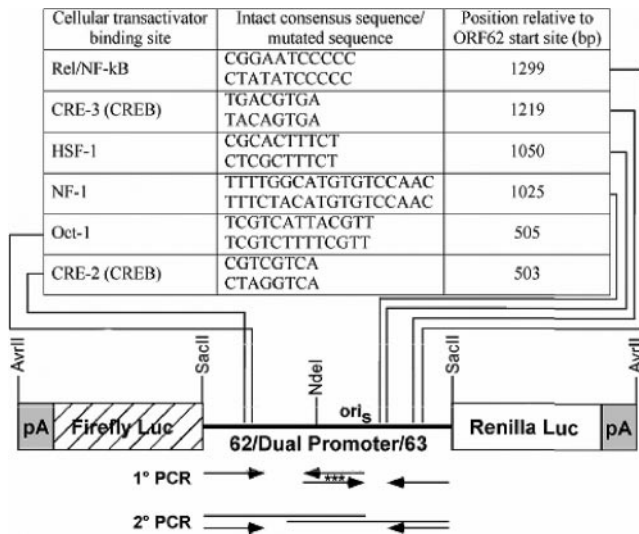 Cellular transactivator binding site
Intact consensus sequence/ mutated sequence
Position relative to ORF62 start site (bp)
Rel/NF-kB
CGGAATCCCCC
CTATATCCCCC
1299
CRE-3 (CREB)
TGACGTGA
TACAGTGA
1219
HSF-1
CGCACTTTCT
CTCGCTTTCT
1050
NF-1
TTTTGGCATGTGTCCAAC
TTTCTACATGTGTCCAAC
1025
Oct-1
TCGTCATTACGTT
TCGTCTTTTCGTT
505
CRE-2 (CREB)
CGTCGTCA
CTAGGTCA
503
AvrII
SacII
NdeI
SacII
AvrII
oriS
pA
Firefly Luc
62/Dual Promoter/63
Renilla Luc
pA
1° PCR
***
2° PCR